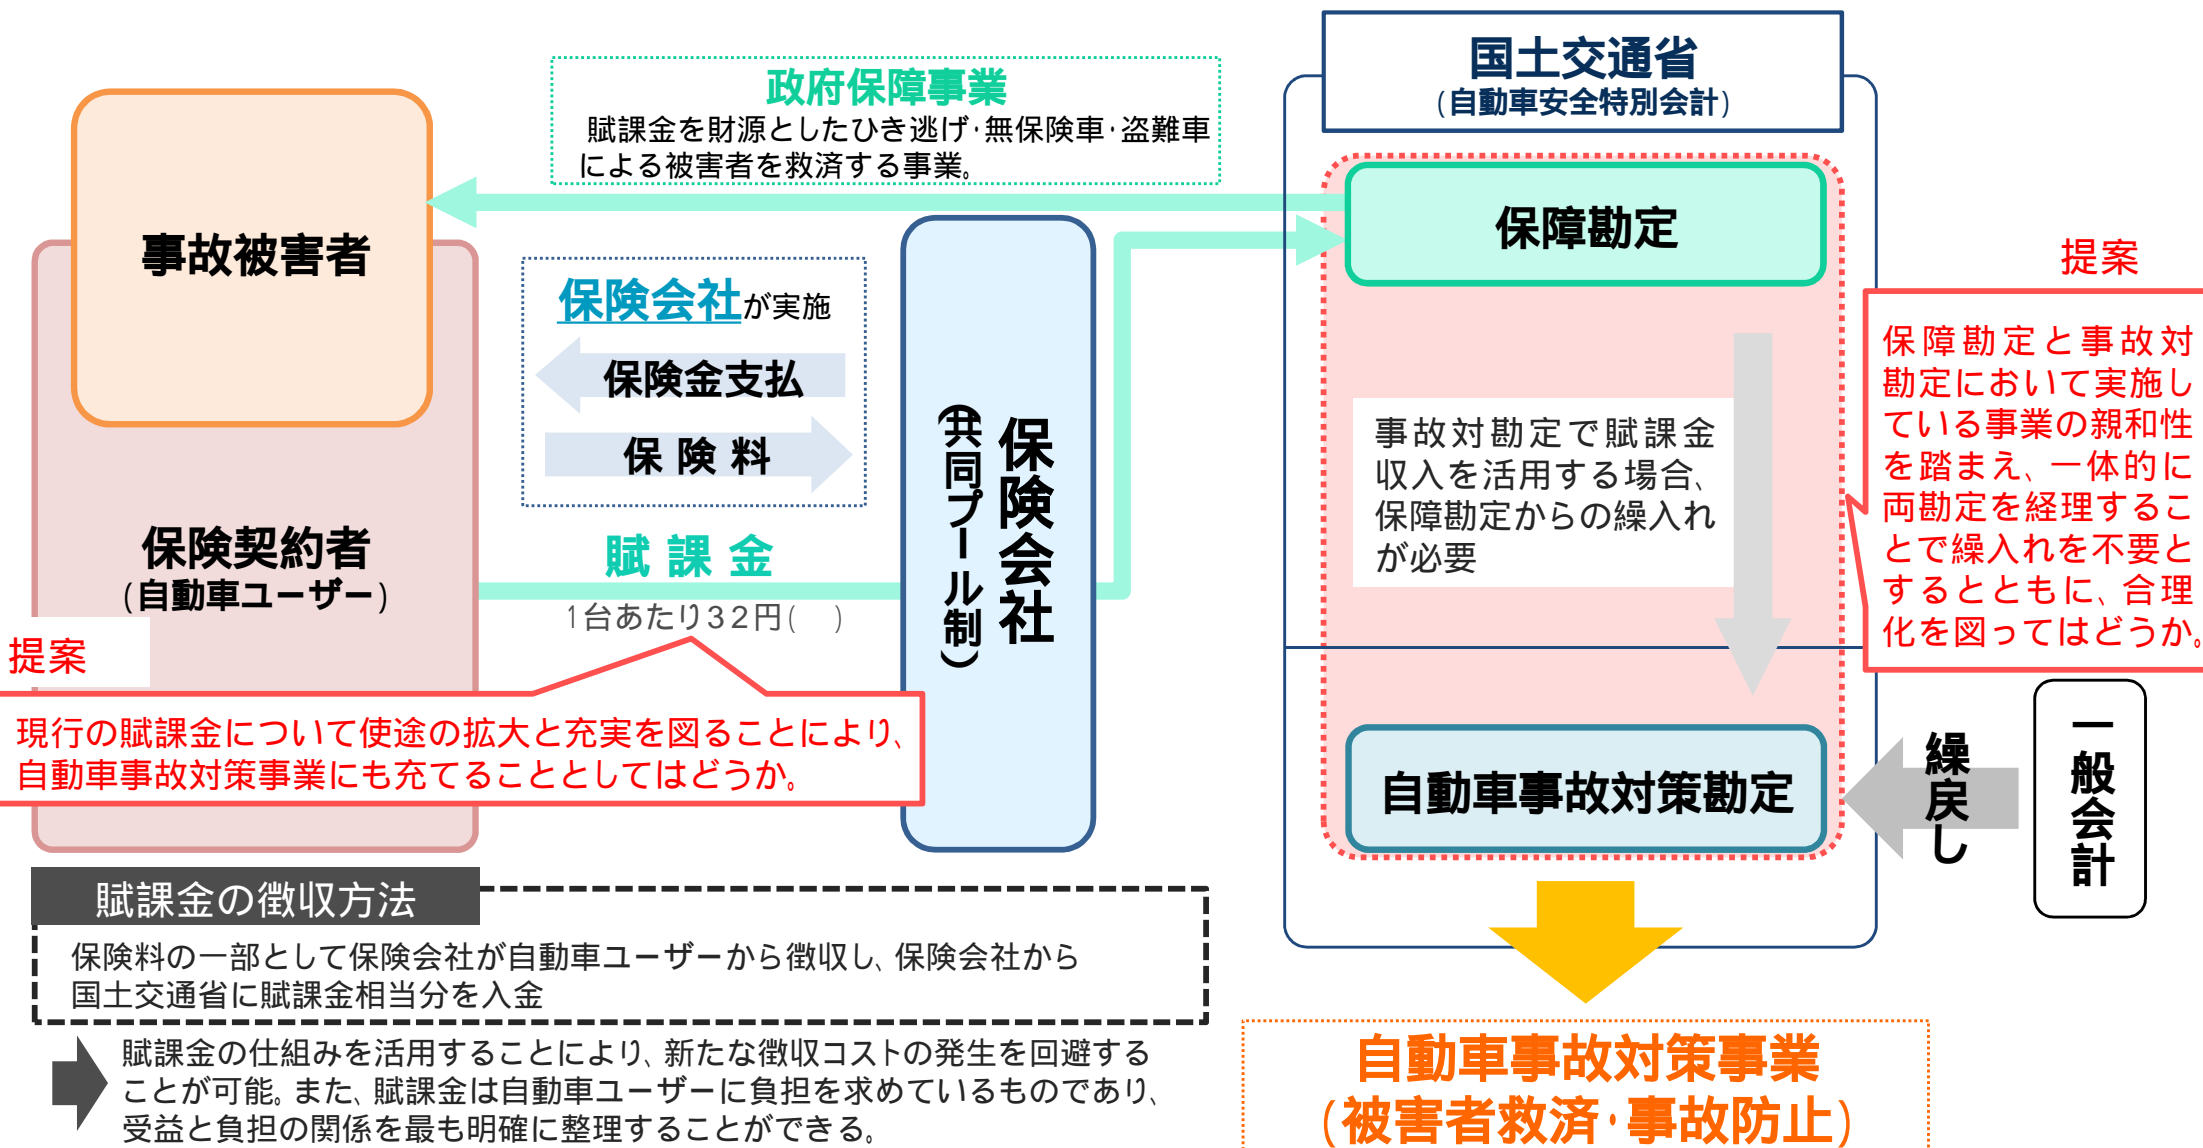 国土交通省
(自動車安全特別会計)
政府保障事業
賦課金を財源としたひき逃げ・無保険車・盗難車
による被害者を救済する事業。
事故被害者
保険契約者
(自動車ユーザー)
保険会社が実施
保険金支払
保 険 料
賦 課 金
1台あたり32円(　)
保険会社
(共同プール制)
保障勘定
事故対勘定で賦課金
収入を活用する場合、
保障勘定からの繰入れ
が必要
自動車事故対策勘定
提案
保障勘定と事故対
勘定において実施し
ている事業の親和性
を踏まえ、一体的に
両勘定を経理するこ
とで繰入れを不要と
するとともに、合理
化を図ってはどうか。
繰戻し
一般会計
提案
現行の賦課金について使途の拡大と充実を図ることにより、
自動車事故対策事業にも充てることとしてはどうか。
賦課金の徴収方法
保険料の一部として保険会社が自動車ユーザーから徴収し、保険会社から
国土交通省に賦課金相当分を入金
賦課金の仕組みを活用することにより、新たな徴収コストの発生を回避する
ことが可能。また、賦課金は自動車ユーザーに負担を求めているものであり、
受益と負担の関係を最も明確に整理することができる。
自動車事故対策事業
(被害者救済・事故防止)